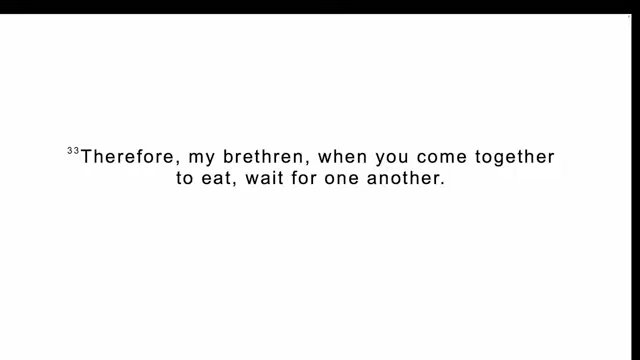 ³³Therefore, my brethren, when you come together
to eat, wait for one another.